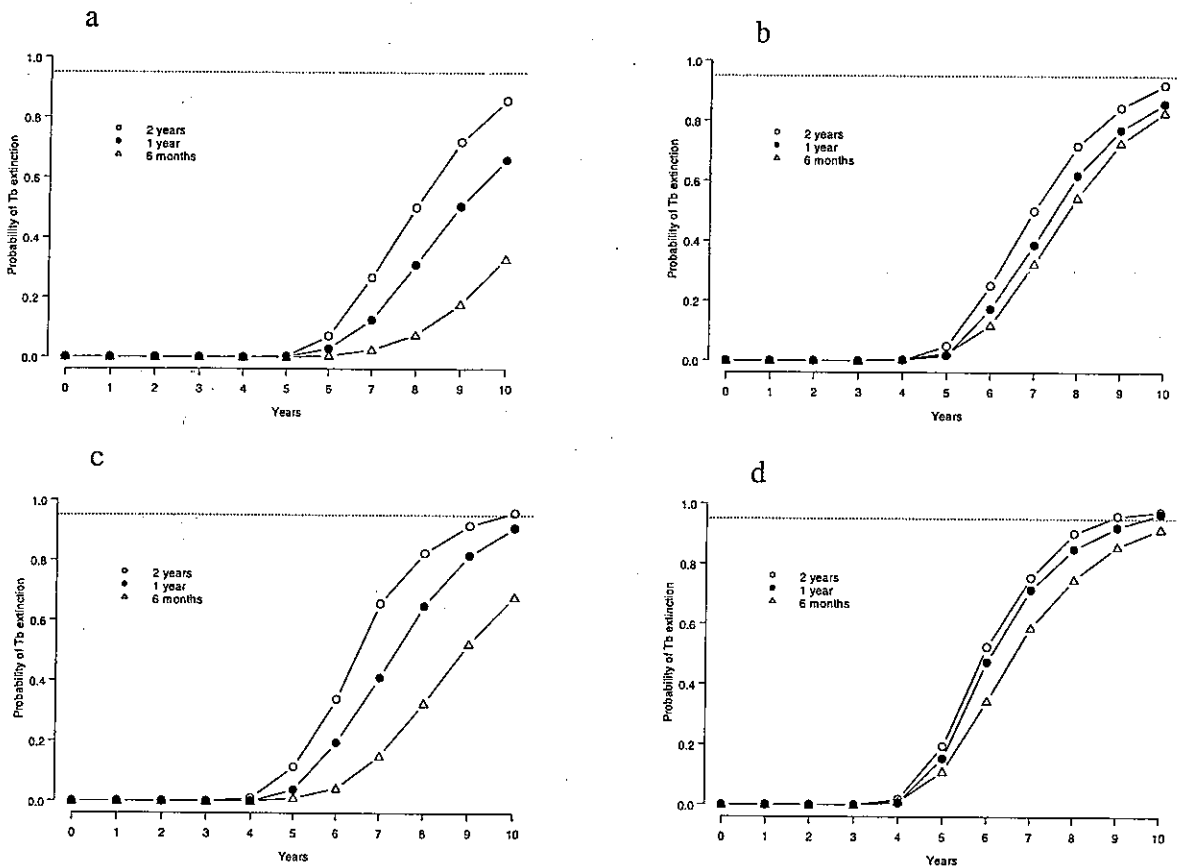 a
1.0
0.8
0.6
0.4
0.2
0.0
Probability of Tb extinction
2 years
1 year
6 months
0 1 2 3 4 5 6 7 8 9 10
Years
b
1.0
0.8
0.6
0.4
0.2
0.0
Probability of Tb extinction
2 years
1 year
6 months
0 1 2 3 4 5 6 7 8 9 10
Years
c
1.0
0.8
0.6
0.4
0.2
0.0
Probability of Tb extinction
2 years
1 year
6 months
0 1 2 3 4 5 6 7 8 9 10
Years
d
1.0
0.8
0.6
0.4
0.2
0.0
Probability of Tb extinction
2 years
1 year
6 months
0 1 2 3 4 5 6 7 8 9 10
Years